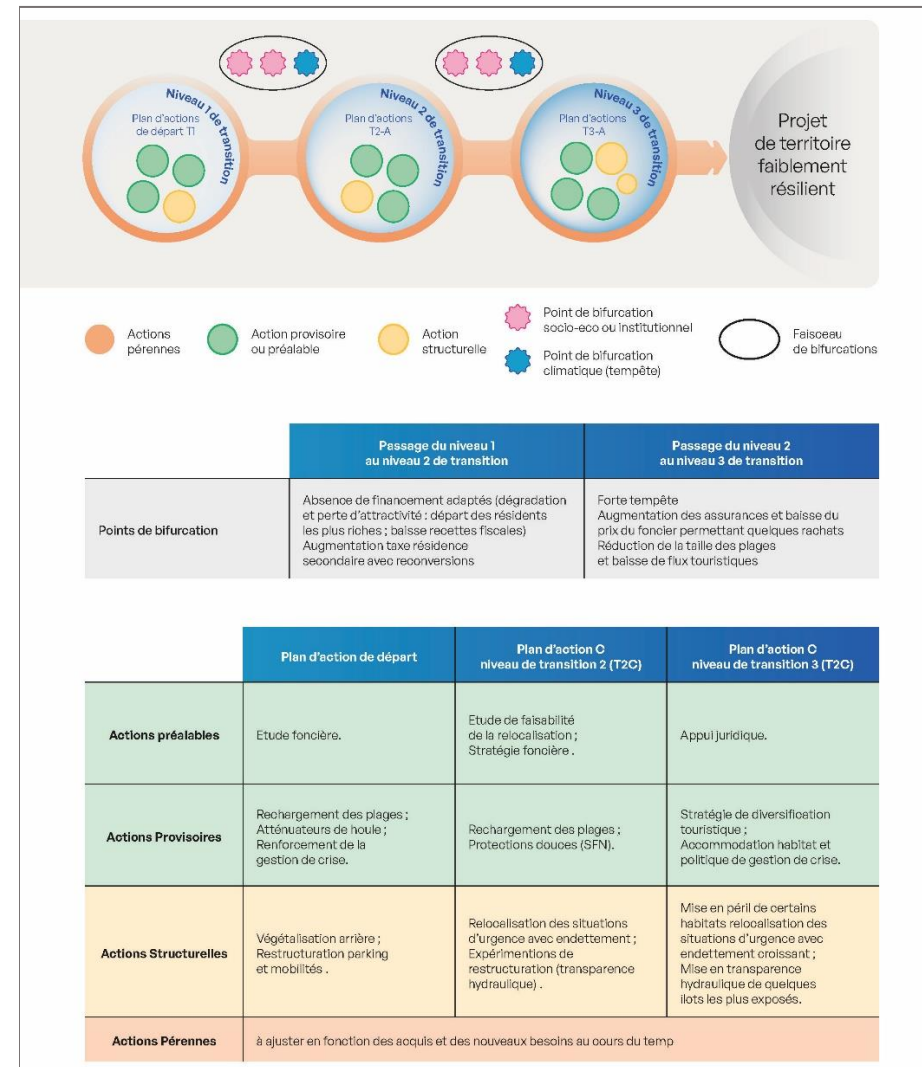 Niveau 1 de transition
Plan d'actions
de départ T1
Niveau 2 de transition
Plan d'actions
T2-A
Niveau 3 de transition
Plan d'actions
T3-A
Projet
de territoire
faiblement
résilient
Actions
pérennes
Action provisoire
ou préalable
Action
structurelle
Point de bifurcation
socio-eco ou institutionnel
Point de bifurcation
climatique (tempête)
Faisceau
de bifurcations
Passage du niveau 1
au niveau 2 de transition
Passage du niveau 2
au niveau 3 de transition
Points de bifurcation
Absence de financement adaptés (dégradation
et perte d'attractivité : départ des résidents
les plus riches ; baisse recettes fiscales)
Augmentation taxe résidence
secondaire avec reconversions
Forte tempête
Augmentation des assurances et baisse du
prix du foncier permettant quelques rachats
Réduction de la taille des plages
et baisse de flux touristiques
Plan d'action de départ
Plan d'action C
niveau de transition 2 (T2C)
Plan d'action C
niveau de transition 3 (T2C)
Actions préalables
Etude foncière.
Etude de faisabilité
de la relocalisation ;
Stratégie foncière .
Appui juridique.
Actions Provisoires
Rechargement des plages ;
Atténuateurs de houle ;
Renforcement de la
gestion de crise.
Rechargement des plages ;
Protections douces (SFN).
Stratégie de diversification
touristique ;
Accommodation habitat et
politique de gestion de crise.
Actions Structurelles
Végétalisation arrière ;
Restructuration parking
et mobilités .
Relocalisation des situations
d'urgence avec endettement ;
Expérimentions de
restructuration (transparence
hydraulique) .
Mise en péril de certains
habitats relocalisation des
situations d'urgence avec
endettement croissant ;
Mise en transparence
hydraulique de quelques
ilots les plus exposés.
Actions Pérennes
à ajuster en fonction des acquis et des nouveaux besoins au cours du temp